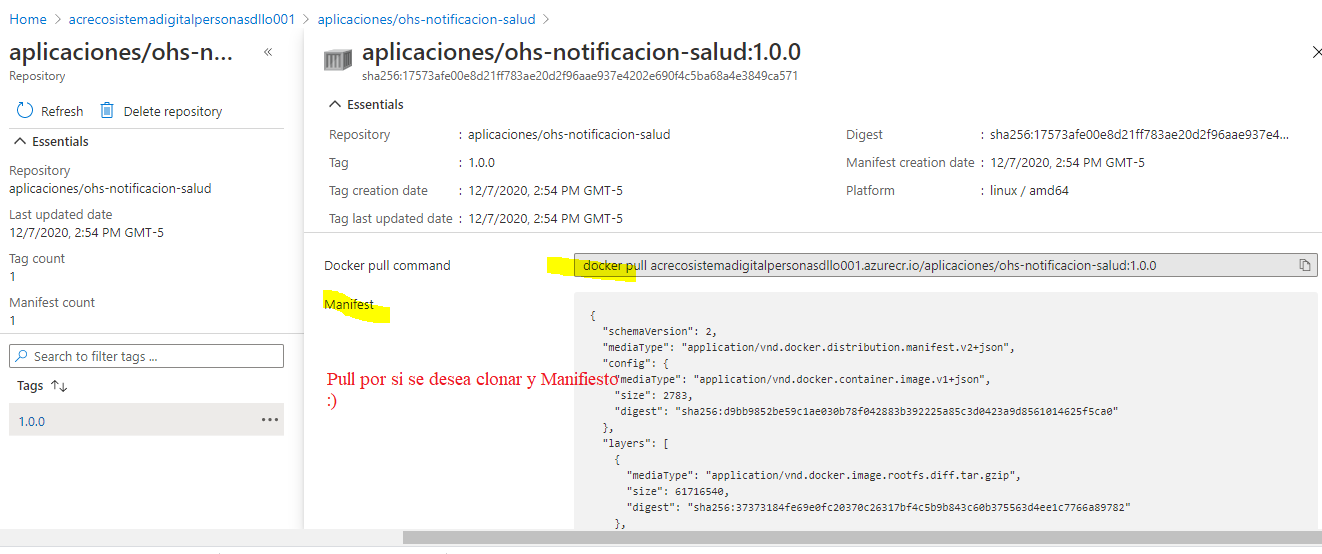 Home > acrecosistemadigitalpersonasdllo001 > aplicaciones/ohs-notificacion-salud >
aplicaciones/ohs-n... «
Repository
Refresh Delete repository
Essentials
Repository
aplicaciones/ohs-notificacion-salud
Last updated date
12/7/2020, 2:54 PM GMT-5
Tag count
1
Manifest count
1
Search to filter tags ...
Tags ↑↓
1.0.0 ...
aplicaciones/ohs-notificacion-salud:1.0.0
sha256:17573afe00e8d21ff783ae20d2f96aae937e4202e690f4c5ba68a4e3849ca571
Essentials
Repository : aplicaciones/ohs-notificacion-salud
Tag : 1.0.0
Tag creation date : 12/7/2020, 2:54 PM GMT-5
Tag last updated date : 12/7/2020, 2:54 PM GMT-5
Digest : sha256:17573afe00e8d21ff783ae20d2f96aae937e4...
Manifest creation date : 12/7/2020, 2:54 PM GMT-5
Platform : linux / amd64
Docker pull command docker pull acrecosistemadigitalpersonasdllo001.azurecr.io/aplicaciones/ohs-notificacion-salud:1.0.0
Manifest
Pull por si se desea clonar y Manifiesto
:)
{
"schemaVersion": 2,
"mediaType": "application/vnd.docker.distribution.manifest.v2+json",
"config": {
"mediaType": "application/vnd.docker.container.image.v1+json",
"size": 2783,
"digest": "sha256:d9bb9852be59c1ae030b78f042883b392225a85c3d0423a9d8561014625f5ca0"
},
"layers": [
{
"mediaType": "application/vnd.docker.image.rootfs.diff.tar.gzip",
"size": 61716540,
"digest": "sha256:37373184fe69e0fc20370c26317bf4c5b9b843c60b375563d4ee1c7766a89782"
},